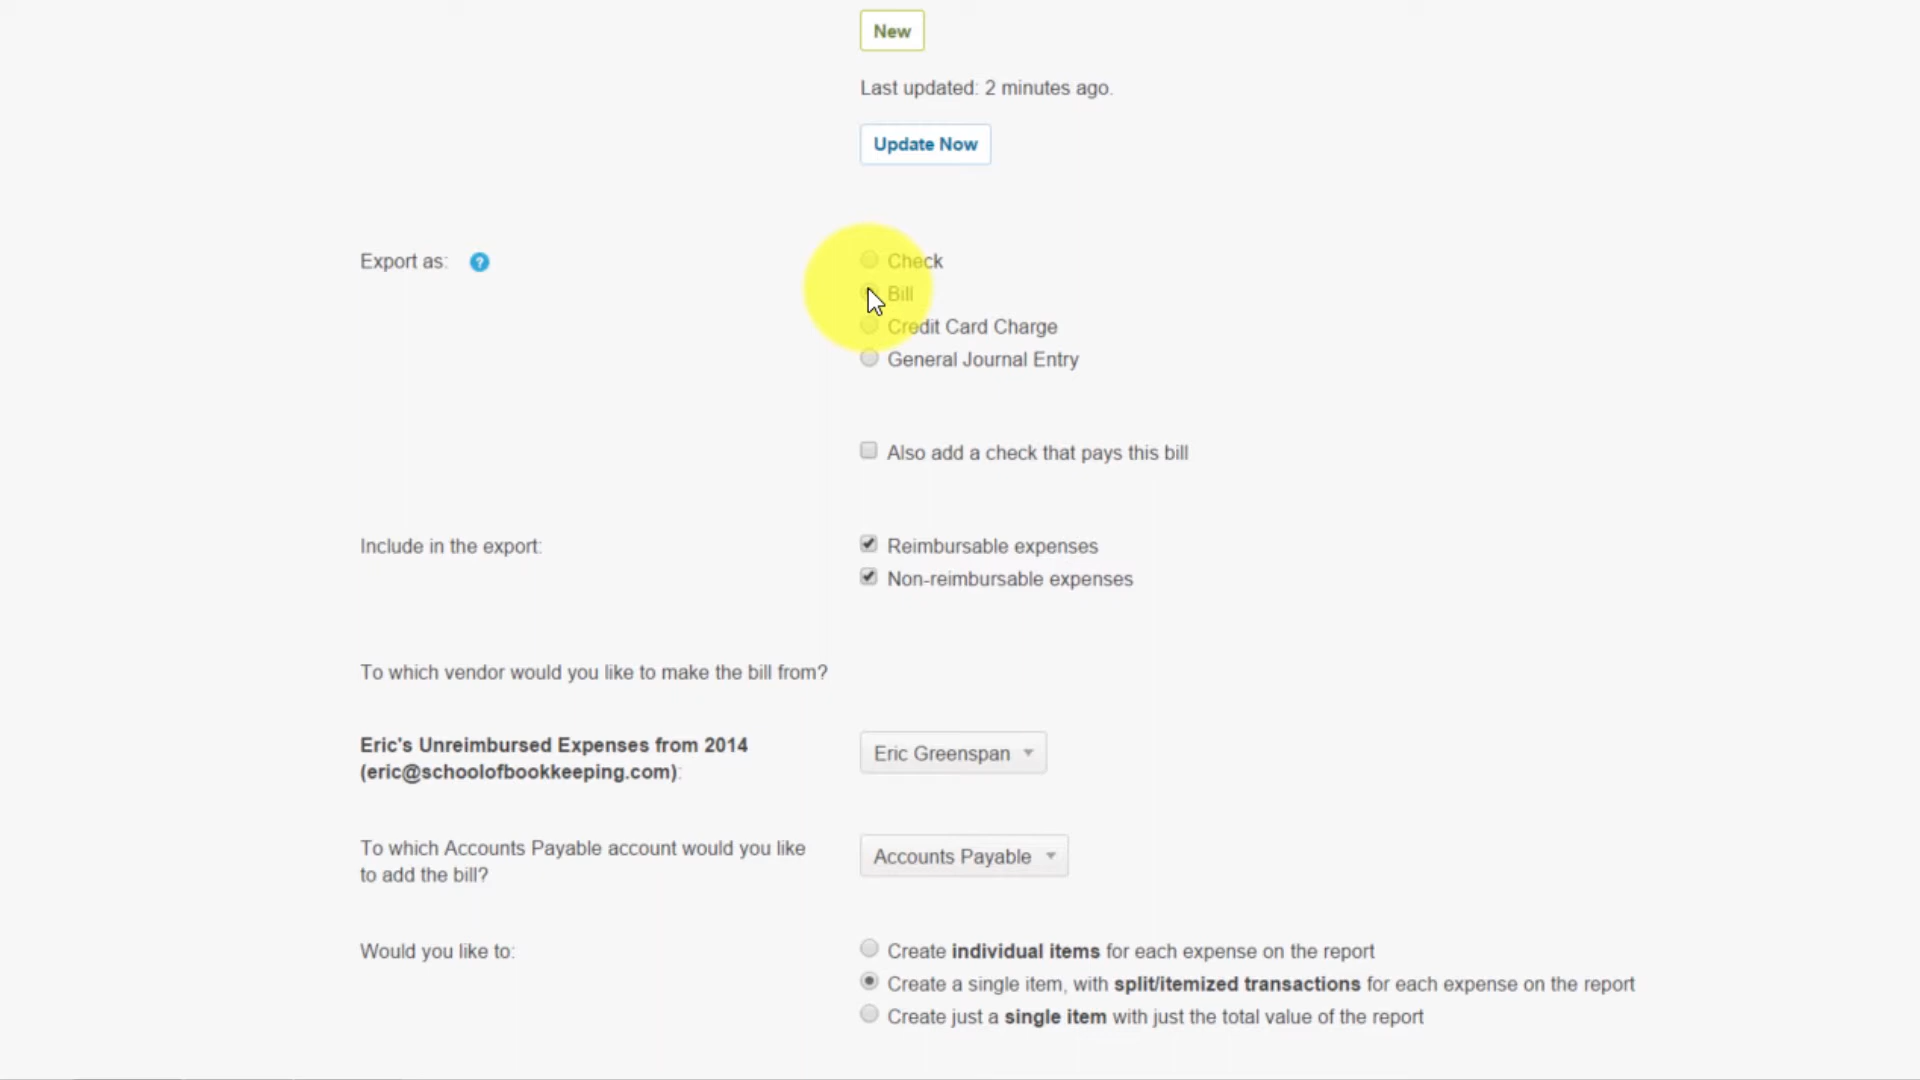 New
Last updated: 2 minutes ago.
Update Now
Export as: ?
Check
Bill
Credit Card Charge
General Journal Entry
Also add a check that pays this bill
Include in the export:
Reimbursable expenses
Non-reimbursable expenses
To which vendor would you like to make the bill from?
Eric's Unreimbursed Expenses from 2014
(eric@schoolofbookkeeping.com):
Eric Greenspan
To which Accounts Payable account would you like
to add the bill?
Accounts Payable
Would you like to:
Create individual items for each expense on the report
Create a single item, with split/itemized transactions for each expense on the report
Create just a single item with just the total value of the report